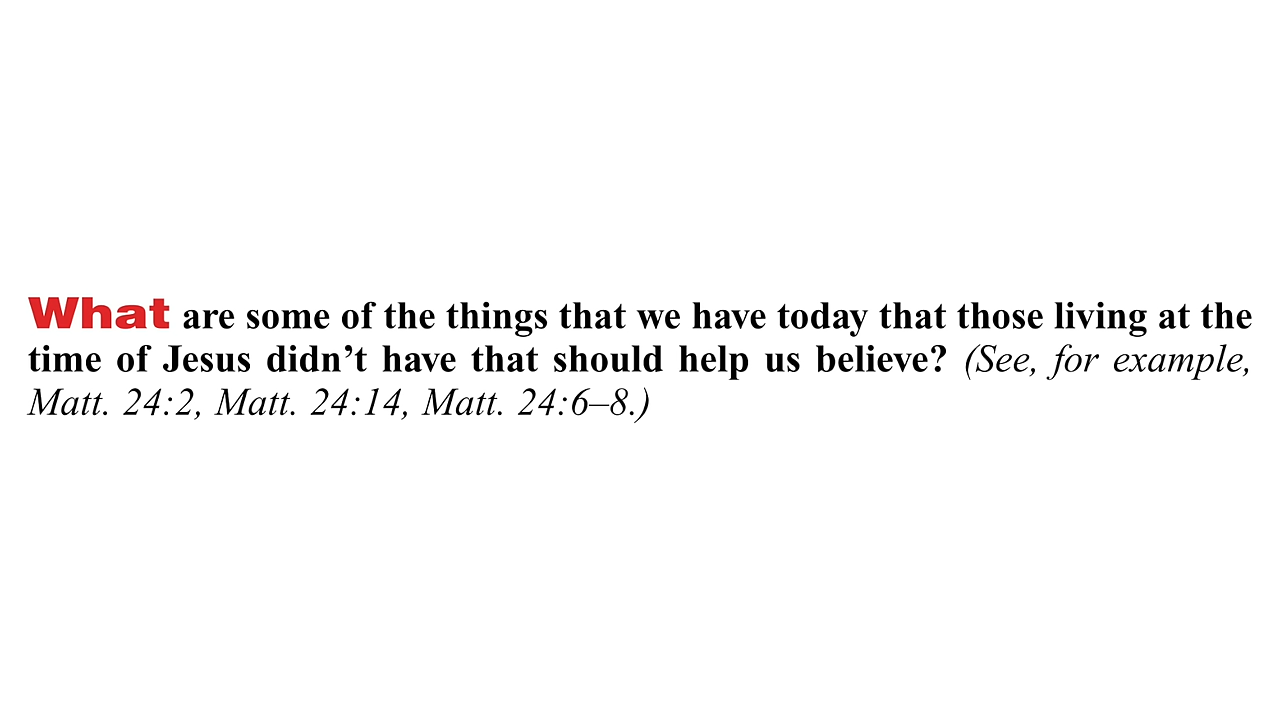 What are some of the things that we have today that those living at the
time of Jesus didn’t have that should help us believe? (See, for example,
Matt. 24:2, Matt. 24:14, Matt. 24:6–8.)